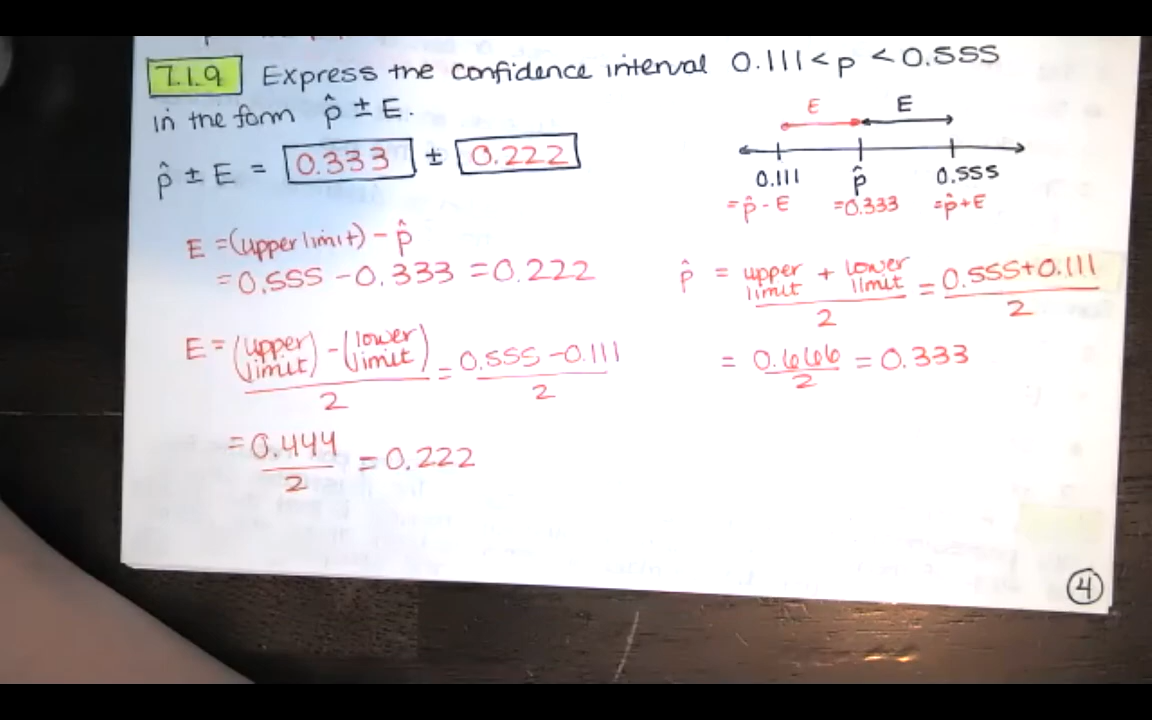 7.1.9 Express the confidence interval 0.111 < p < 0.555
in the form p̂ ± E.
p̂ ± E = 0.333 ± 0.222
E E
0.111 p̂ 0.555
= p̂ - E = 0.333 = p̂ + E
E = (upper limit) - p̂
= 0.555 - 0.333 = 0.222
E = (upper limit) - (lower limit) / 2 = 0.555 - 0.111 / 2
= 0.444 / 2 = 0.222
p̂ = upper limit + lower limit / 2 = 0.555 + 0.111 / 2
= 0.666 / 2 = 0.333
4